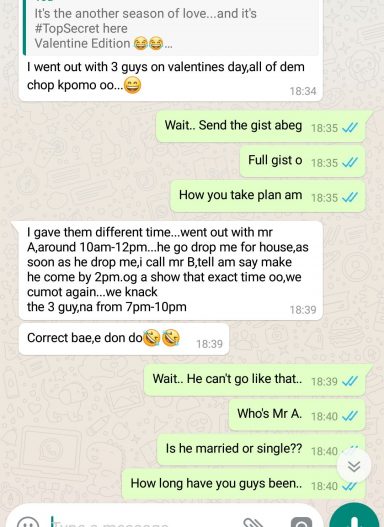 It's the another season of love...and it's
#TopSecret here
Valentine Edition 😂😂...
I went out with 3 guys on valentines day,all of dem
chop kpomo oo...😄
18:34
Wait.. Send the gist abeg
18:35
Full gist o
18:35
How you take plan am
18:35
I gave them different time...went out with mr
A,around 10am-12pm...he go drop me for house,as
soon as he drop me,i call mr B,tell am say make
he come by 2pm.og a show that exact time oo,we
cumot again...we knack
the 3 guy,na from 7pm-10pm
18:39
Correct bae,e don do🤣🤣
18:39
Wait.. He can't go like that..
18:39
Who's Mr A.
18:40
Is he married or single??
18:40
How long have you guys been..
18:40
Type a message